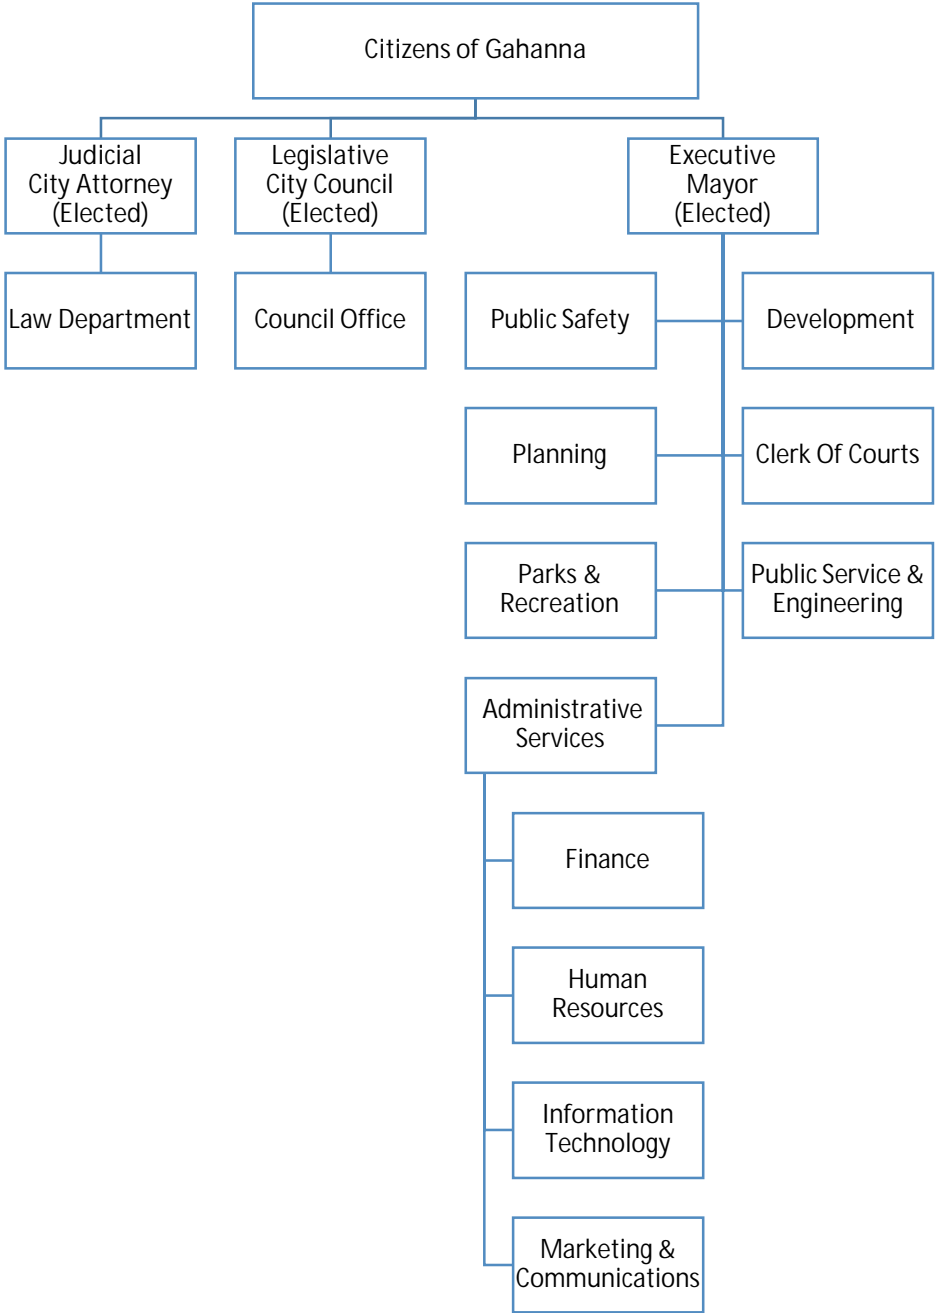 Citizens of Gahanna
Judicial
City Attorney
(Elected)
Legislative
City Council
(Elected)
Executive
Mayor
(Elected)
Law Department
Council Office
Public Safety
Development
Planning
Clerk Of Courts
Parks &
Recreation
Public Service &
Engineering
Administrative
Services
Finance
Human
Resources
Information
Technology
Marketing &
Communications